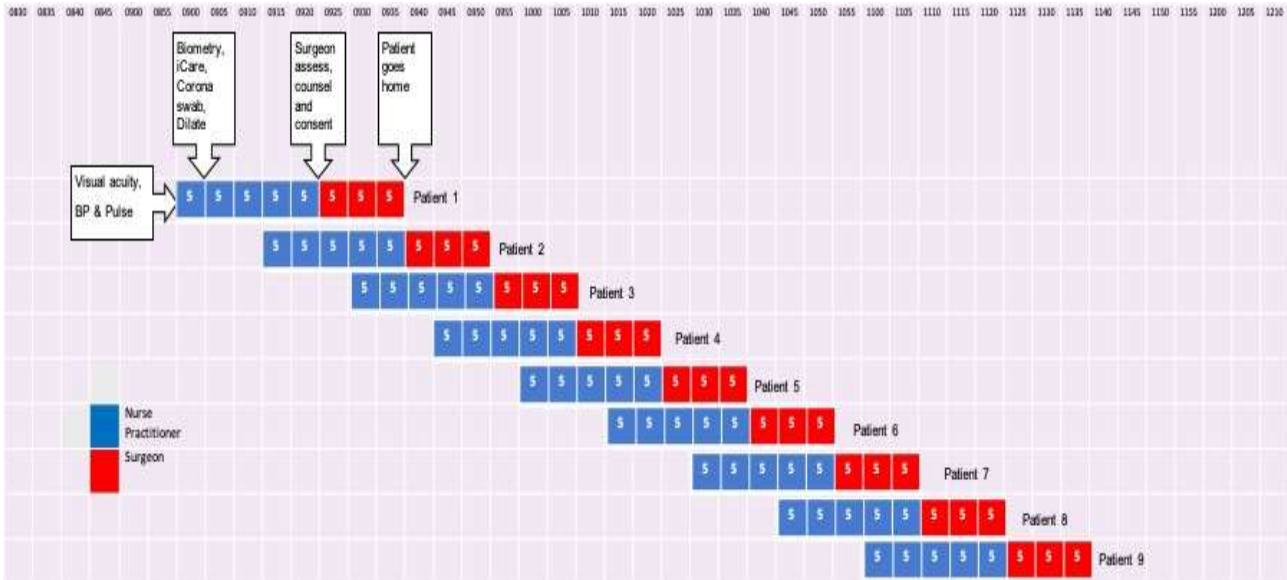 0830 0835 0840 0845 0850 0855 0900 0905 0910 0915 0920 0925 0930 0935 0940 0945 0950 0955 1000 1005 1010 1015 1020 1025 1030 1035 1040 1045 1050 1055 1100 1105 1110 1115 1120 1125 1130 1135 1140 1145 1150 1155 1200 1205 1210
Biometry,
iCare,
Corona
swab,
Dilate
Surgeon
assess,
counsel
and
consent
Patient
goes
home
Visual acuity,
BP & Pulse
5 5 5 5 5 5 5 5 Patient 1
5 5 5 5 5 5 5 5 Patient 2
5 5 5 5 5 5 5 5 Patient 3
5 5 5 5 5 5 5 5 Patient 4
5 5 5 5 5 5 5 5 Patient 5
5 5 5 5 5 5 5 5 Patient 6
5 5 5 5 5 5 5 5 Patient 7
5 5 5 5 5 5 5 5 Patient 8
5 5 5 5 5 5 5 5 Patient 9
Nurse
Practitioner
Surgeon